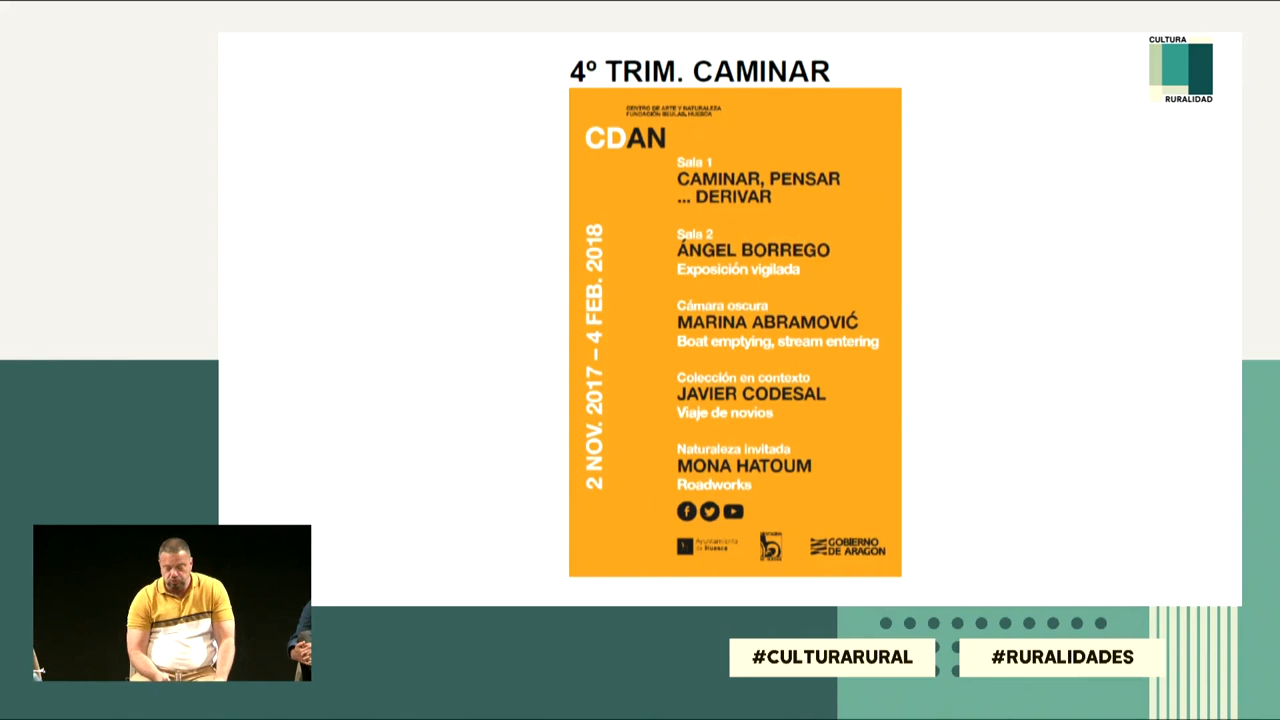 CULTURA
RURALIDAD
4º TRIM. CAMINAR
CENTRO DE ARTE Y NATURALEZA
FUNDACIÓN BEULAS, HUESCA
CDAN
2 NOV. 2017 – 4 FEB. 2018
Sala 1
CAMINAR, PENSAR
... DERIVAR
Sala 2
ÁNGEL BORREGO
Exposición vigilada
Cámara oscura
MARINA ABRAMOVIĆ
Boat emptying, stream entering
Colección en contexto
JAVIER CODESAL
Viaje de novios
Naturaleza invitada
MONA HATOUM
Roadworks
Ayuntamiento
de Huesca
GOBIERNO
DE ARAGON
#CULTURARURAL
#RURALIDADES